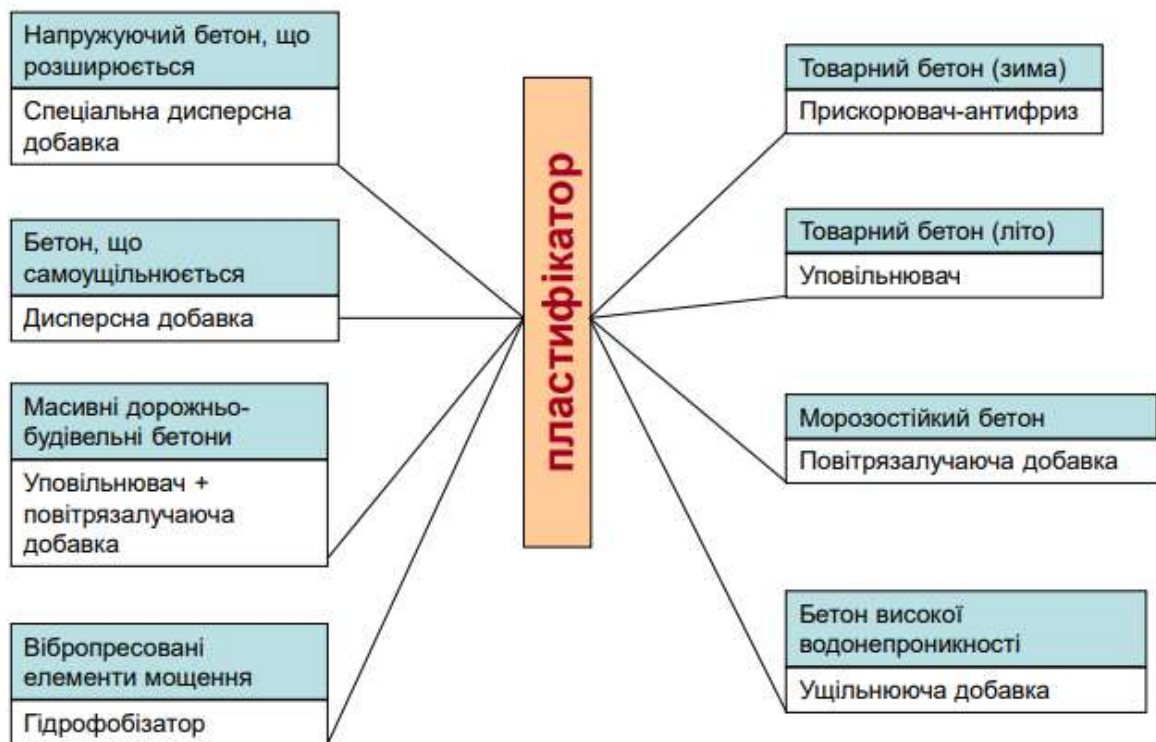 Напружуючий бетон, що
розширюється
Спеціальна дисперсна
добавка
Бетон, що
самоущільнюється
Дисперсна добавка
Масивні дорожньо-
будівельні бетони
Уповільнювач +
повітрязалучаюча
добавка
Вібропресовані
елементи мощення
Гідрофобізатор
пластифікатор
Товарний бетон (зима)
Прискорювач-антифриз
Товарний бетон (літо)
Уповільнювач
Морозостійкий бетон
Повітрязалучаюча добавка
Бетон високої
водонепроникності
Ущільнююча добавка